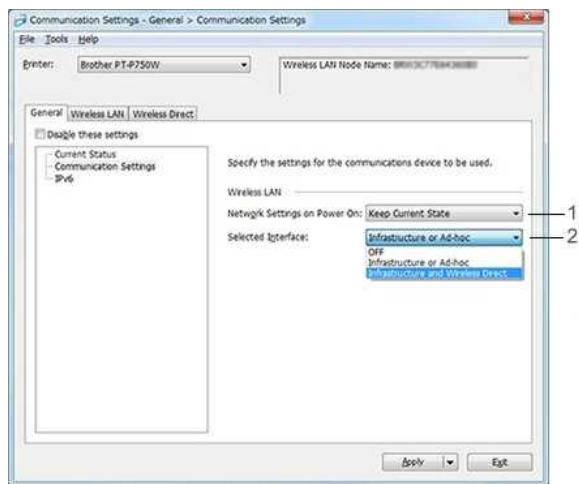 Communication Settings - General > Communication Settings
File Tools Help
Printer: Brother PT-P750W
Wireless LAN Node Name:
General Wireless LAN Wireless Direct
Disable these settings
Current Status
Communication Settings
IPv6
Specify the settings for the communications device to be used.
Wireless LAN
Network Settings on Power On: Keep Current State
1
Selected Interface: Infrastructure or Ad-hoc
2
OFF
Infrastructure or Ad-hoc
Infrastructure and Wireless Direct
Apply Exit